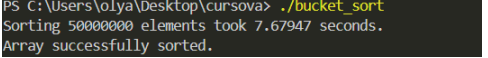 PS C:\Users\olya\Desktop\cursova> ./bucket_sort
Sorting 50000000 elements took 7.67947 seconds.
Array successfully sorted.